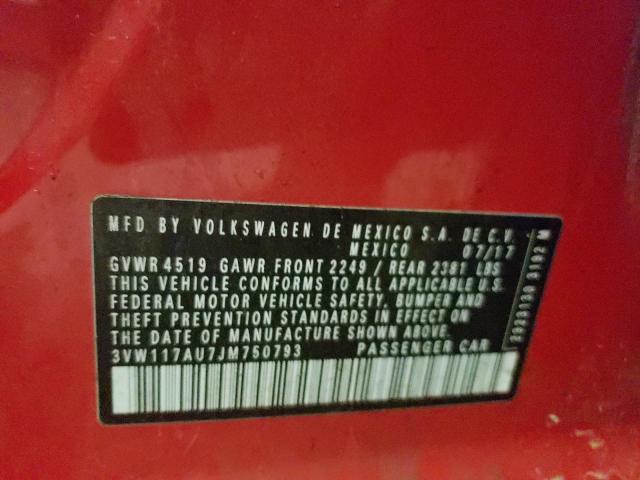 MFD BY VOLKSWAGEN DE MEXICO S.A. DE C.V.
MEXICO 07/17
GVWR 4519 GAWR FRONT 2249 / REAR 2381 LBS
THIS VEHICLE CONFORMS TO ALL APPLICABLE U.S.
FEDERAL MOTOR VEHICLE SAFETY, BUMPER AND
THEFT PREVENTION STANDARDS IN EFFECT ON
THE DATE OF MANUFACTURE SHOWN ABOVE.
3VW117AU7JM750793 PASSENGER CAR
2923130 3192 M